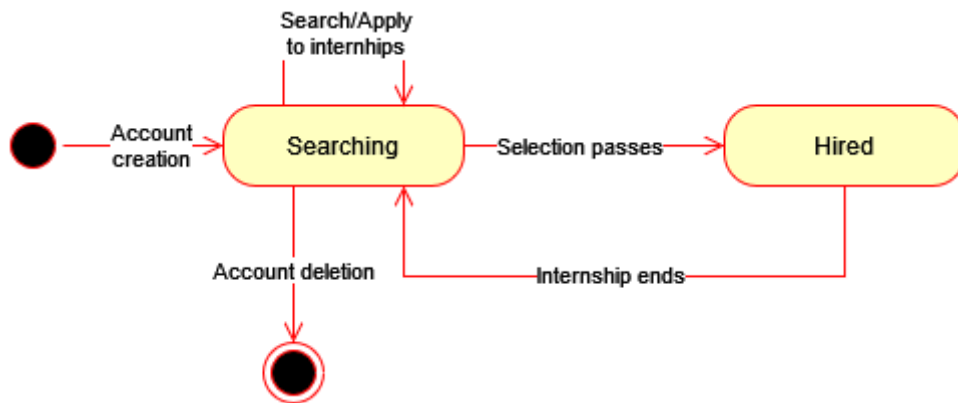 Search/Apply
to internhips
Account
creation
Searching
Selection passes
Hired
Account deletion
Internship ends